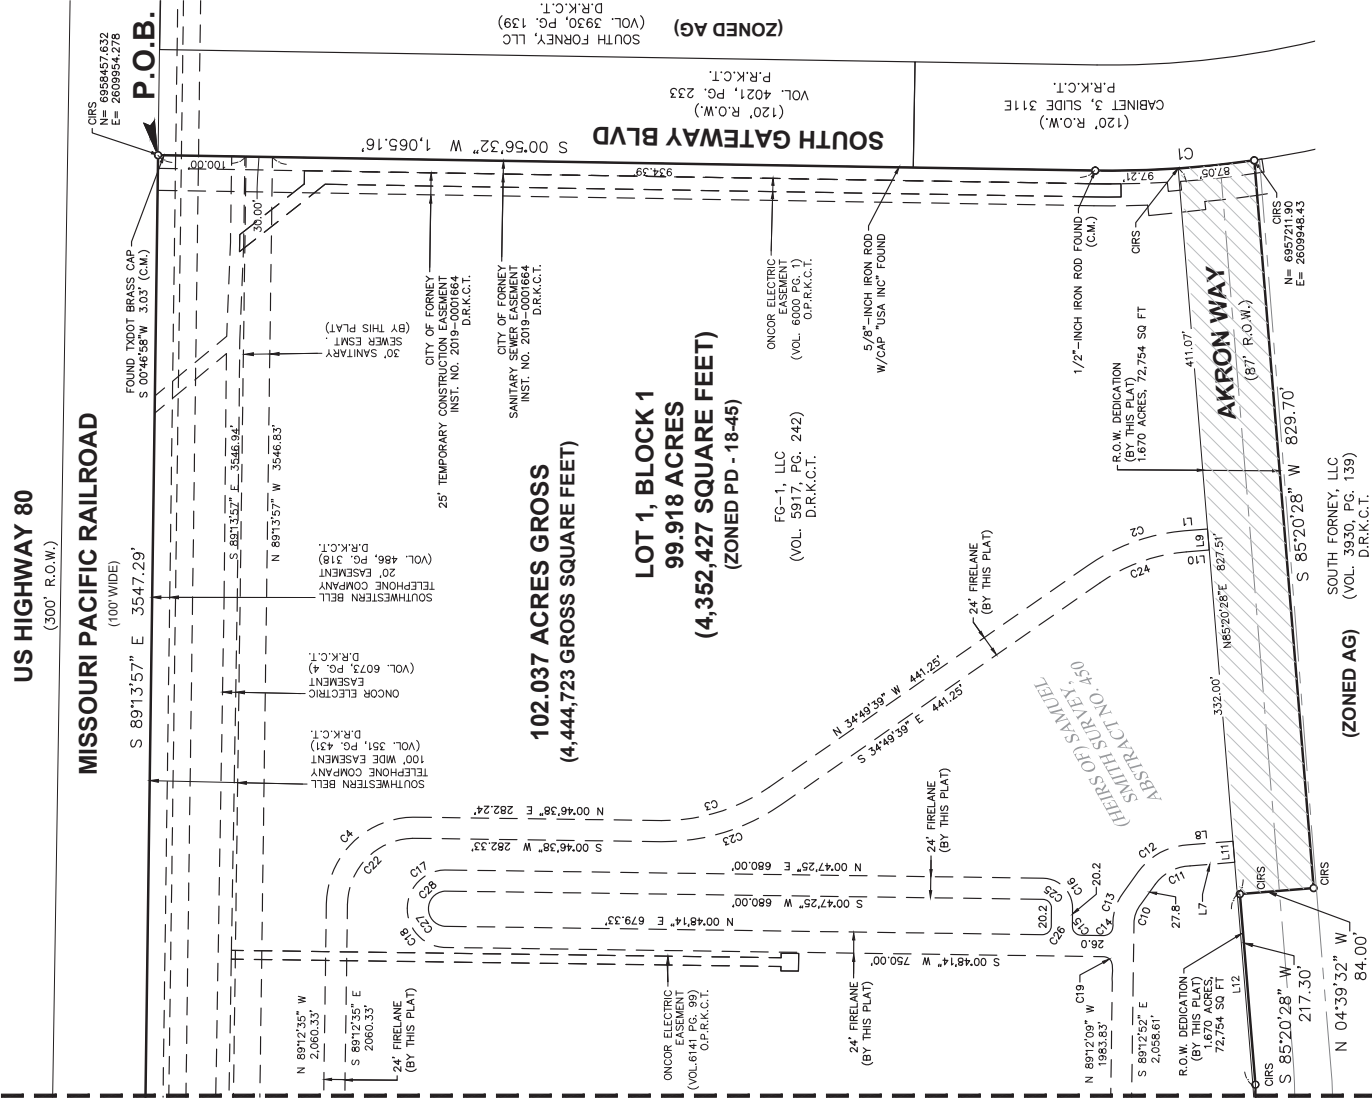 US HIGHWAY 80
(300' R.O.W.)
MISSOURI PACIFIC RAILROAD
(100' WIDE)
S 89°13'57" E 3547.29'
CIRS
N= 6958457.632
E= 2609954.278
P.O.B.
SOUTH FORNEY, LLC
(VOL. 3930, PG. 139)
D.R.K.C.T.
(ZONED AG)
(120' R.O.W.)
VOL. 4021, PG. 233
P.R.K.C.T.
SOUTH GATEWAY BLVD
(120' R.O.W.)
CABINET 3, SLIDE 311E
P.R.K.C.T.
S 00°56'32" W 1,065.16'
100.00'
934.39
97.21'
87.05'
C1
30.00'
FOUND TXDOT BRASS CAP
S 00°46'58"W 3.03' (C.M.)
30' SANITARY
SEWER ESMT.
(BY THIS PLAT)
CITY OF FORNEY
25' TEMPORARY CONSTRUCTION EASEMENT
INST. NO. 2019-0001664
D.R.K.C.T.
CITY OF FORNEY
SANITARY SEWER EASEMENT
INST. NO. 2019-0001664
D.R.K.C.T.
ONCOR ELECTRIC
EASEMENT
(VOL. 6000 PG. 1)
O.P.R.K.C.T.
5/8"-INCH IRON ROD
W/CAP "USA INC" FOUND
1/2"-INCH IRON ROD FOUND
(C.M.)
CIRS
CIRS
N= 6957211.90
E= 2609948.43
S 89°13'57" E 3546.94'
N 89°13'57" W 3546.83'
SOUTHWESTERN BELL
TELEPHONE COMPANY
20' EASEMENT
(VOL. 486, PG. 318)
D.R.K.C.T.
ONCOR ELECTRIC
EASEMENT
(VOL. 6073, PG. 4)
D.R.K.C.T.
SOUTHWESTERN BELL
TELEPHONE COMPANY
100' WIDE EASEMENT
(VOL. 351, PG. 431)
D.R.K.C.T.
102.037 ACRES GROSS
(4,444,723 GROSS SQUARE FEET)
LOT 1, BLOCK 1
99.918 ACRES
(4,352,427 SQUARE FEET)
(ZONED PD - 18-45)
FG-1, LLC
(VOL. 5917, PG. 242)
D.R.K.C.T.
R.O.W. DEDICATION
(BY THIS PLAT)
1.670 ACRES, 72,754 SQ FT
411.07'
AKRON WAY
(87' R.O.W.)
S 85°20'28" W 829.70'
SOUTH FORNEY, LLC
(VOL. 3930, PG. 139)
D.R.K.C.T.
(ZONED AG)
N85°20'28"E 827.51'
332.00'
L1
L9
L10
C2
C24
24' FIRELANE
(BY THIS PLAT)
N 34°49'39" W 441.25'
S 34°49'39" E 441.25'
(HEIRS OF) SAMUEL
SMITH SURVEY,
ABSTRACT NO. 450
C3
C23
N 00°46'38" E 282.24'
S 00°46'38" W 282.33'
C4
C22
24' FIRELANE
(BY THIS PLAT)
C17
C28
C27
C18
N 00°47'25" E 680.00'
S 00°47'25" W 680.00'
N 00°48'14" E 679.33'
S 00°48'14" W 750.00'
C25
C16
20.2
20.2
C26
C15
C14
C13
26.0
C12
C11
C10
27.8
L8
L11
L7
CIRS
CIRS
C19
N 89°12'35" W
2,060.33'
S 89°12'35" E
2060.33'
24' FIRELANE
(BY THIS PLAT)
ONCOR ELECTRIC
EASEMENT
(VOL.6141 PG. 99)
O.P.R.K.C.T.
24' FIRELANE
(BY THIS PLAT)
N 89°12'09" W
1983.83'
S 89°12'52" E
2,058.61'
R.O.W. DEDICATION
(BY THIS PLAT)
1.670 ACRES,
72,754 SQ FT
L12
CIRS
S 85°20'28" W
217.30'
N 04°39'32" W
84.00'